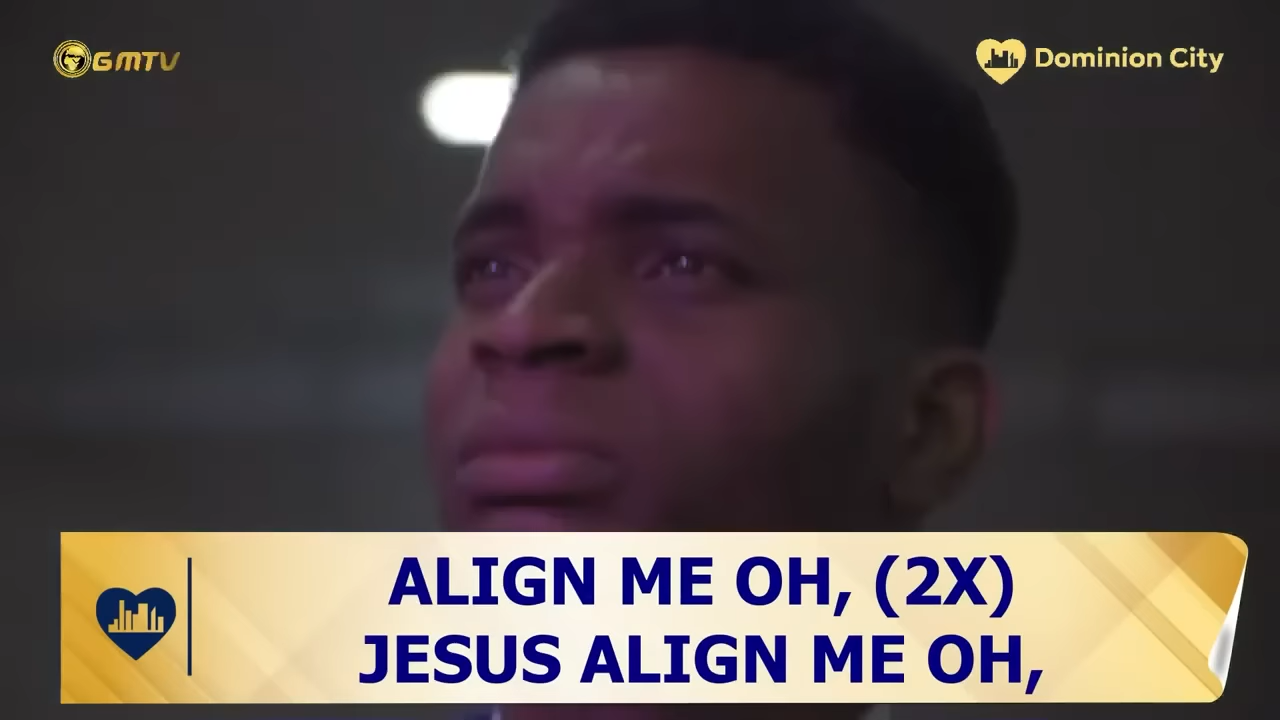 GMTV
Dominion City
ALIGN ME OH, (2X)
JESUS ALIGN ME OH,